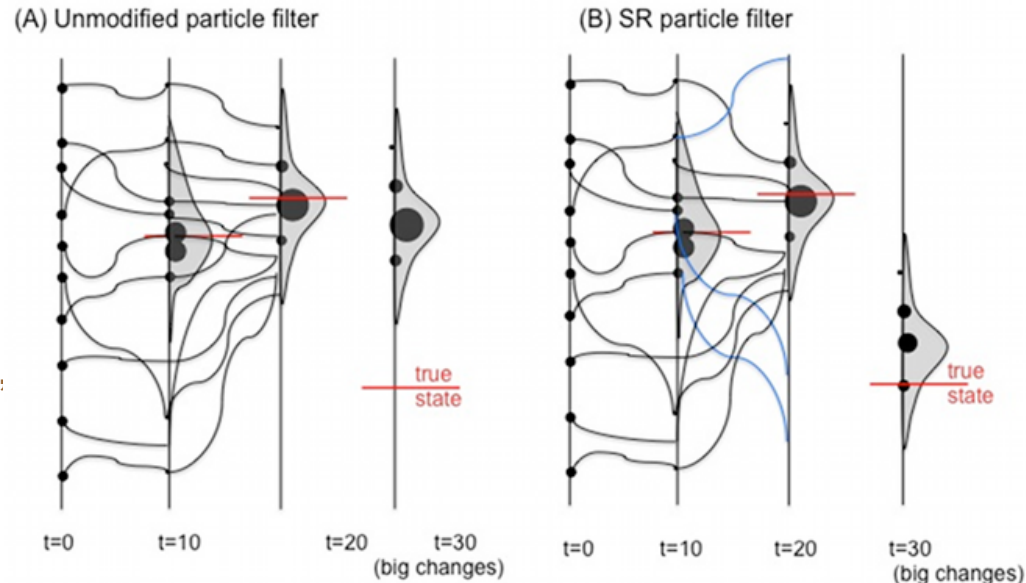 (A) Unmodified particle filter
(B) SR particle filter
true
state
true
state
t=0
t=10
t=20
t=30
(big changes)
t=0
t=10
t=20
t=30
(big changes)